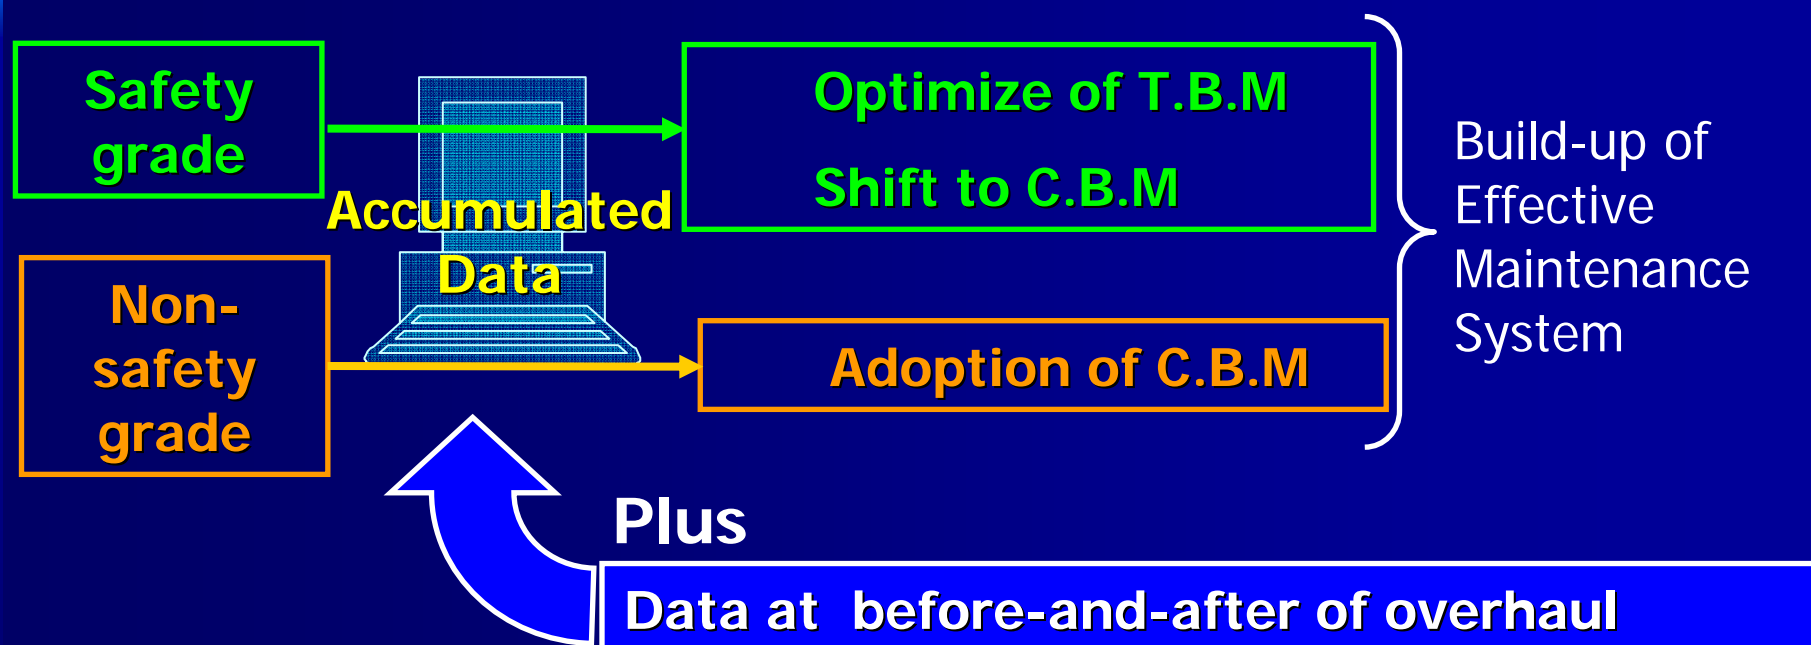 Safety
grade
Accumulated
Data
Optimize of T.B.M
Shift to C.B.M
Non-
safety
grade
Adoption of C.B.M
Build-up of
Effective
Maintenance
System
Plus
Data at  before-and-after of overhaul